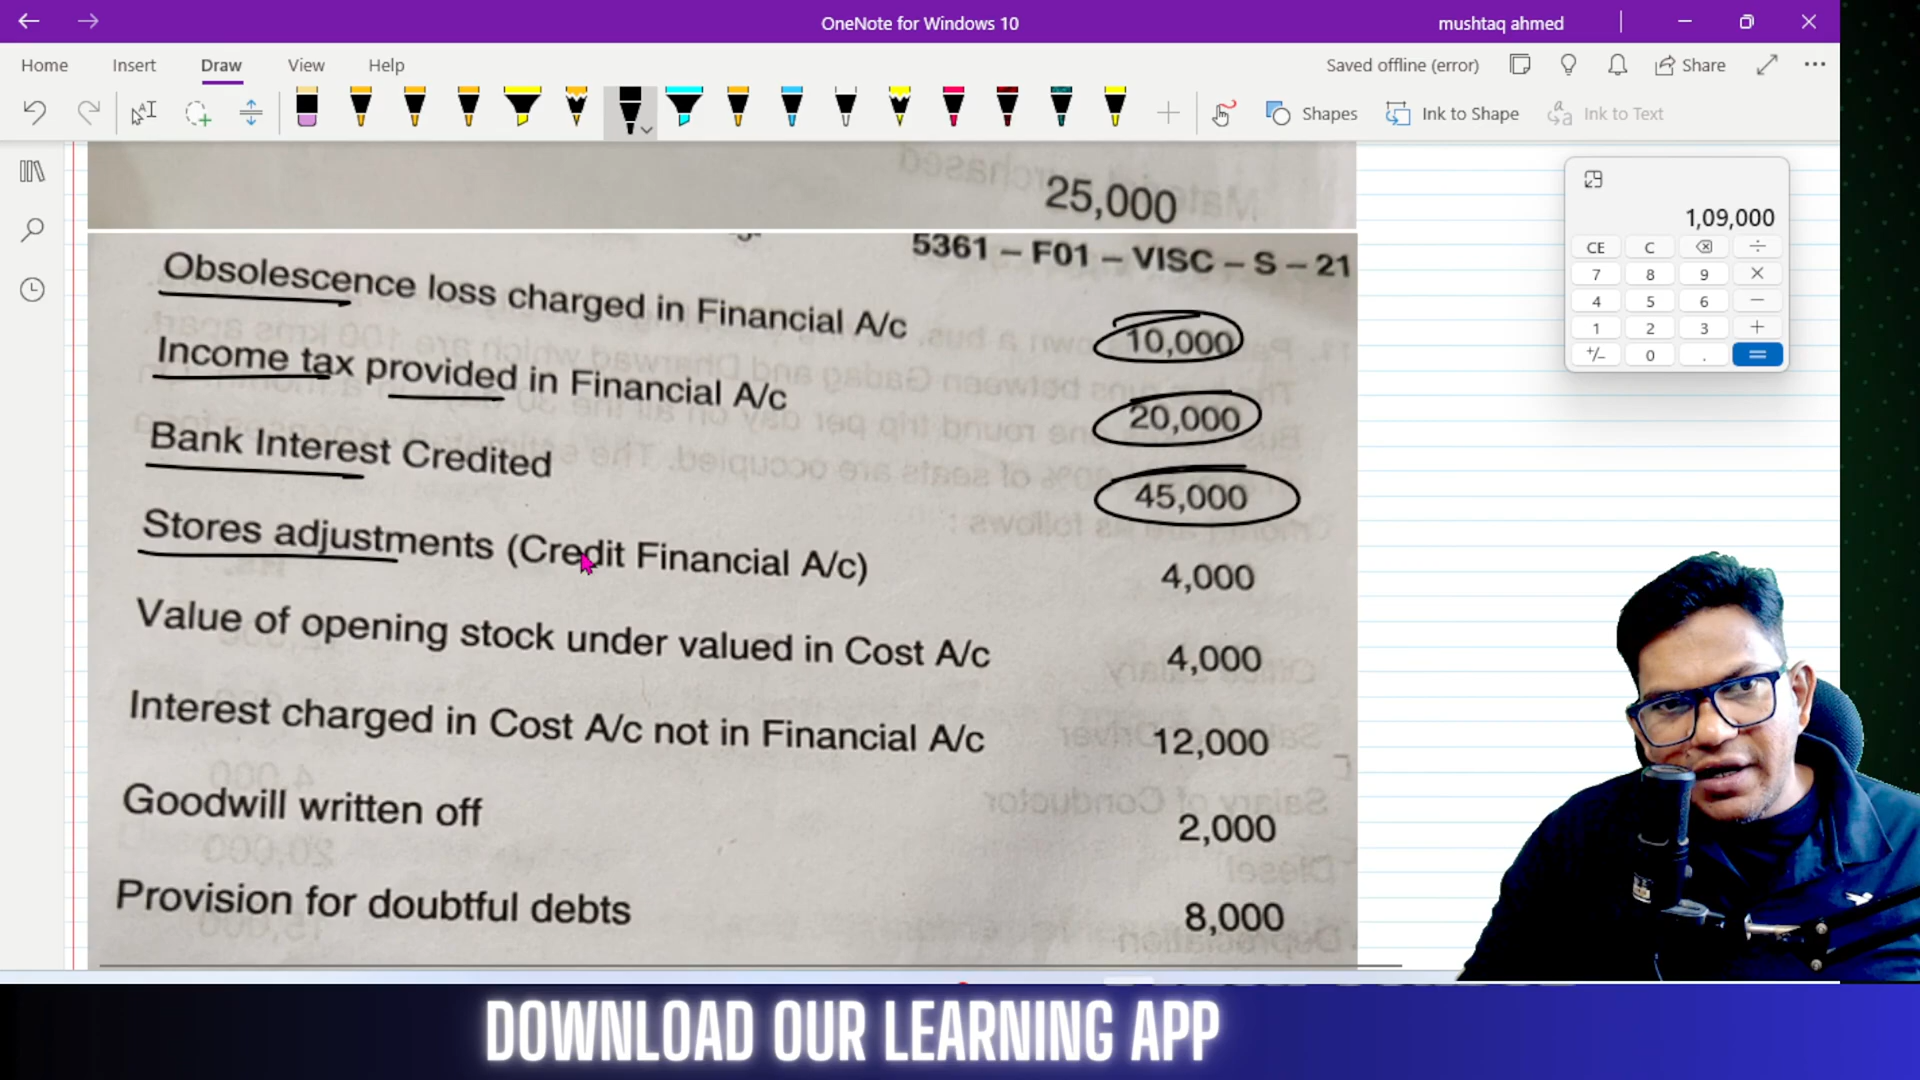 OneNote for Windows 10
mushtaq ahmed
Home Insert Draw View Help
Saved offline (error) Share
Shapes Ink to Shape Ink to Text
25,000
5361 – F01 – VISC – S – 21
Obsolescence loss charged in Financial A/c 10,000
Income tax provided in Financial A/c 20,000
Bank Interest Credited 45,000
Stores adjustments (Credit Financial A/c) 4,000
Value of opening stock under valued in Cost A/c 4,000
Interest charged in Cost A/c not in Financial A/c 12,000
Goodwill written off 2,000
Provision for doubtful debts 8,000
1,09,000
CE C ÷
7 8 9 ×
4 5 6 −
1 2 3 +
+/− 0 . =
DOWNLOAD OUR LEARNING APP